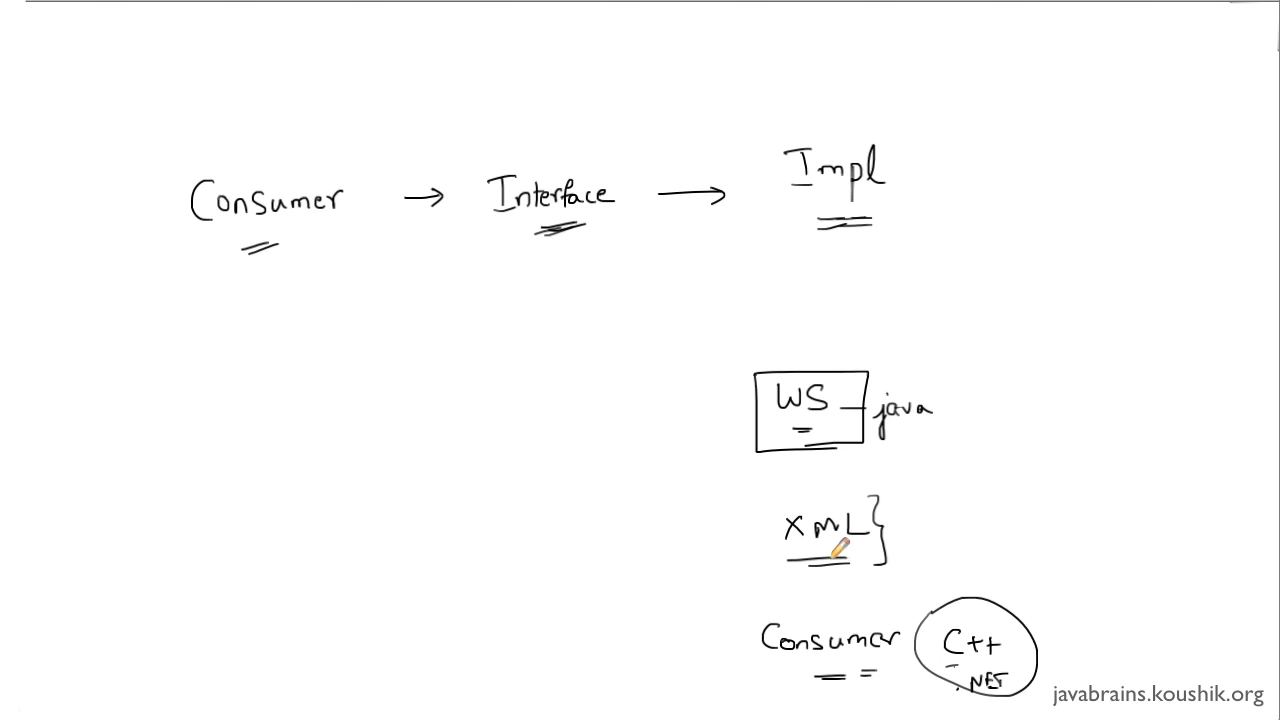 Consumer → Interface → Impl
WS - java
XML }
Consumer C++
.NET
javabrains.koushik.org